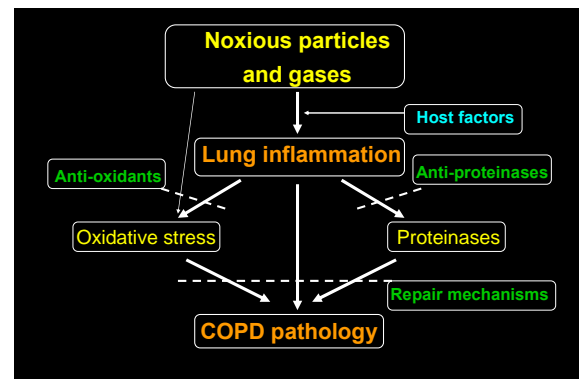 Noxious particles
and gases
Host factors
Lung inflammation
Anti-oxidants
Anti-proteinases
Oxidative stress
Proteinases
Repair mechanisms
COPD pathology